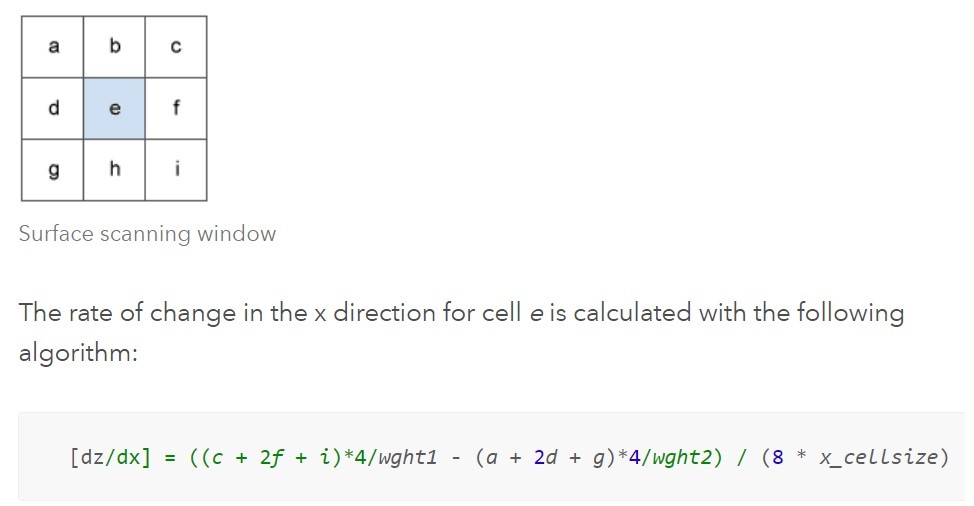 a b c
d e f
g h i
Surface scanning window
The rate of change in the x direction for cell e is calculated with the following
algorithm:
[dz/dx] = ((c + 2f + i)*4/wght1 - (a + 2d + g)*4/wght2) / (8 * x_cellsize)